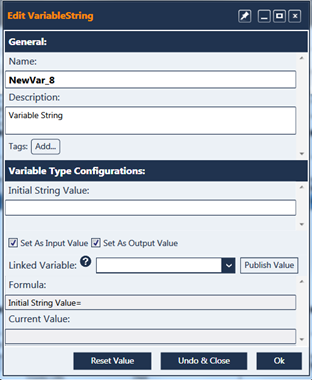 Edit VariableString
General:
Name:
NewVar_8
Description:
Variable String
Tags: Add...
Variable Type Configurations:
Initial String Value:
Set As Input Value Set As Output Value
Linked Variable: ? Publish Value
Formula:
Initial String Value=
Current Value:
Reset Value Undo & Close Ok